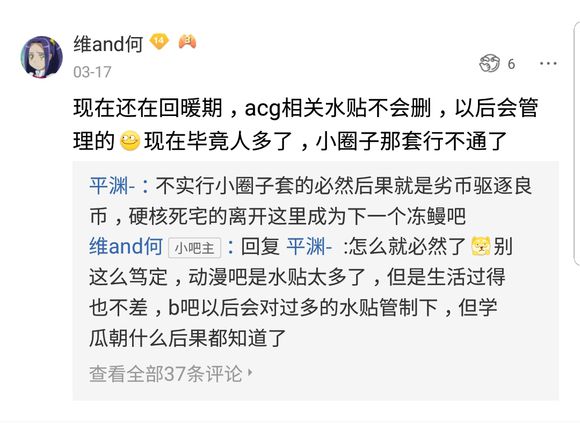 维and何 14
03-17
6
现在还在回暖期，acg相关水贴不会删，以后会管
理的现在毕竟人多了，小圈子那套行不通了
平渊-：不实行小圈子套的必然后果就是劣币驱逐良
币，硬核死宅的离开这里成为下一个冻鳗吧
维and何 小吧主：回复 平渊- :怎么就必然了别
这么笃定，动漫吧是水贴太多了，但是生活过得
也不差，b吧以后会对过多的水贴管制下，但学
瓜朝什么后果都知道了
查看全部37条评论